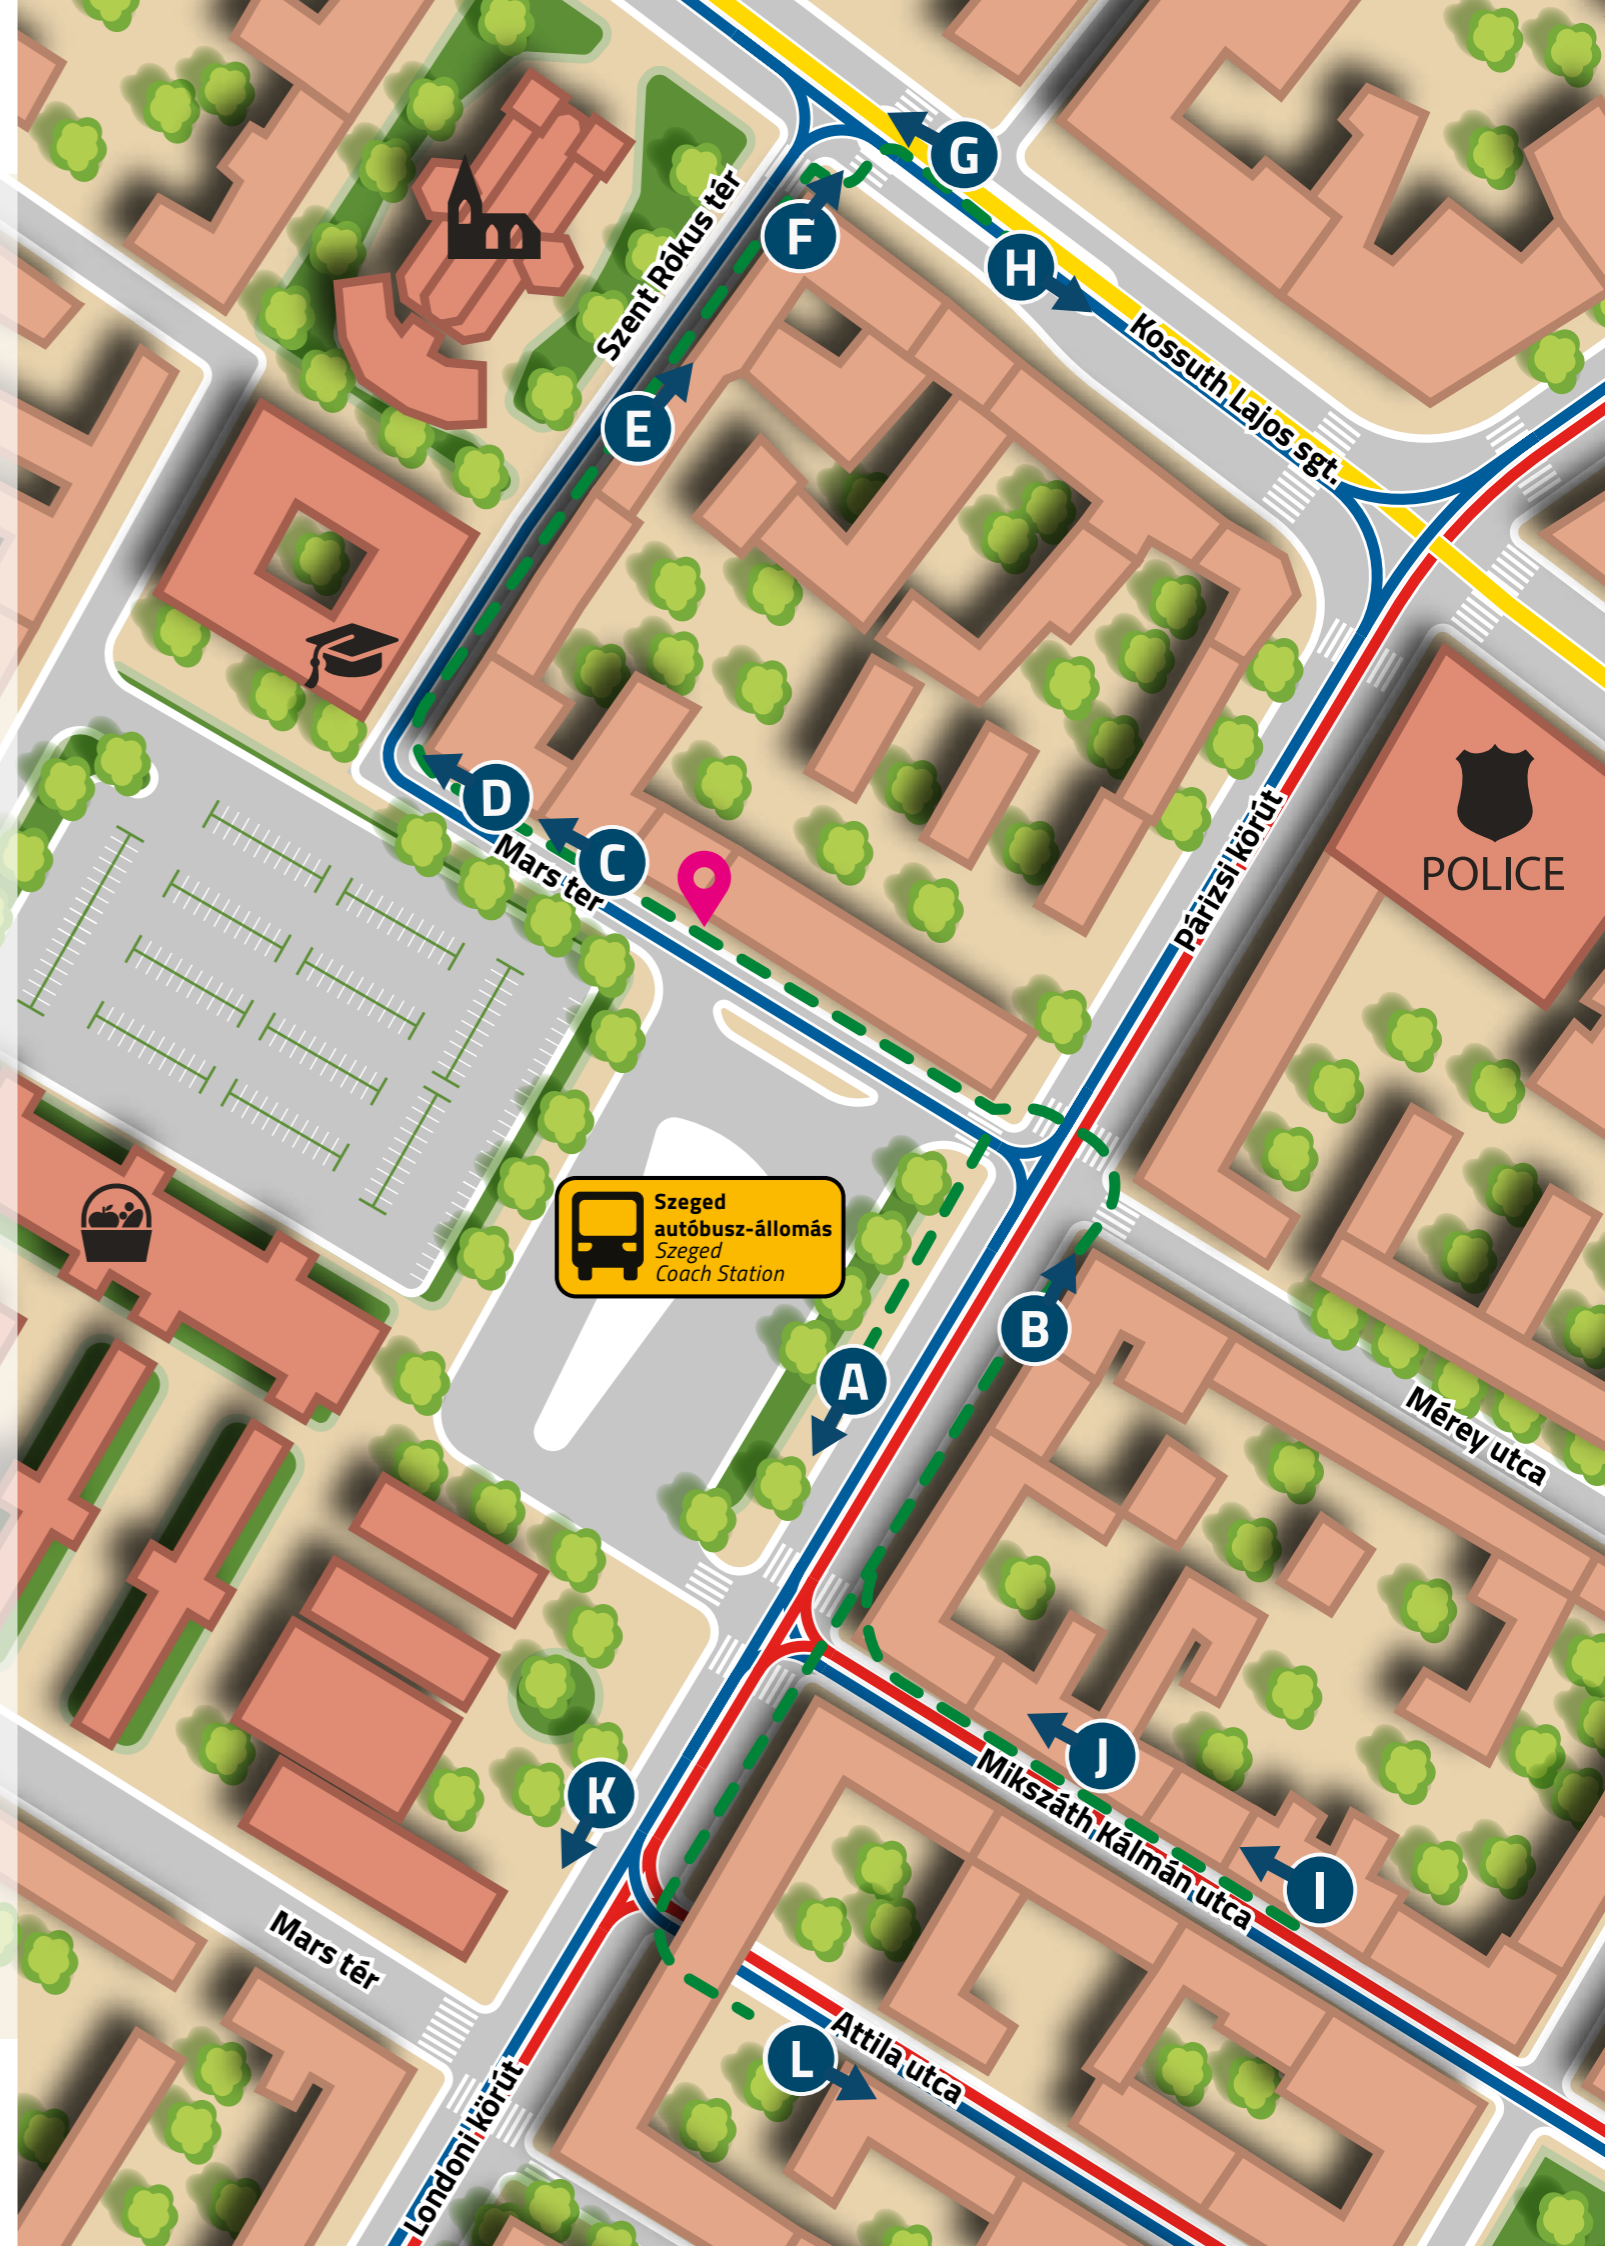 G
Szent Rókus tér
F
H
Kossuth Lajos sgt.
E
D
C
Mars tér
Párizsi körút
POLICE
Szeged
autóbusz-állomás
Szeged
Coach Station
B
A
Mérey utca
J
Mikszáth Kálmán utca
K
I
Mars tér
L
Attila utca
Londoni körút